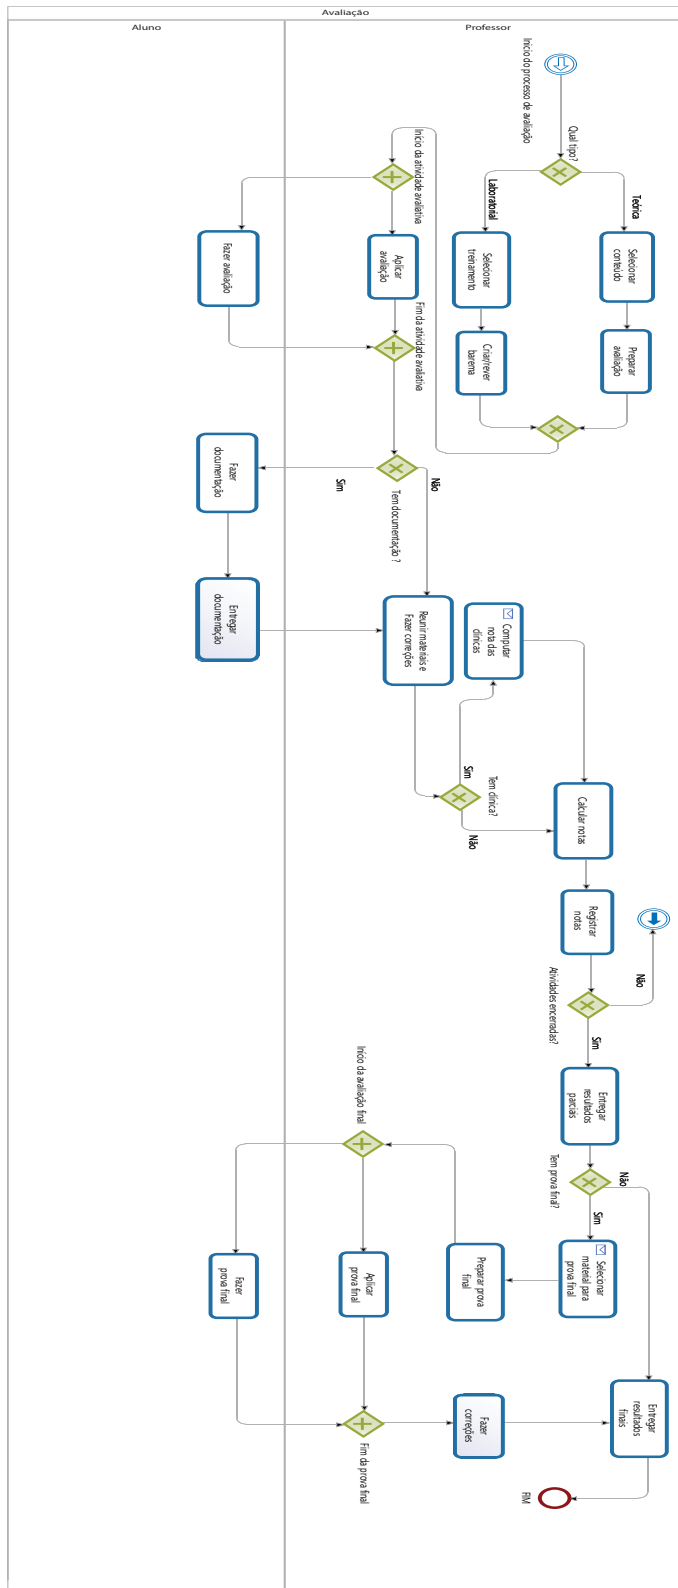 Avaliação
Aluno
Professor
Início do processo de avaliação
Qual tipo?
Teórica
Laboratorial
Selecionar
conteúdo
Selecionar
treinamento
Preparar
avaliação
Criar/rever
barema
Início da atividade avaliativa
Aplicar
avaliação
Fazer avaliação
Fim da atividade avaliativa
Tem documentação ?
Não
Sim
Fazer
documentação
Entregar
documentação
Reunir materiais e
Fazer correções
Computar
nota das
clínicas
Tem clínica?
Sim
Não
Calcular notas
Registrar
notas
Atividades encerradas?
Não
Sim
Entregar
resultados
parciais
Tem prova final?
Não
Sim
Selecionar
material para
prova final
Preparar prova
final
Início da avaliação final
Aplicar
prova final
Fazer
prova final
Fim da prova final
Fazer
correções
Entregar
resultados
finais
FIM